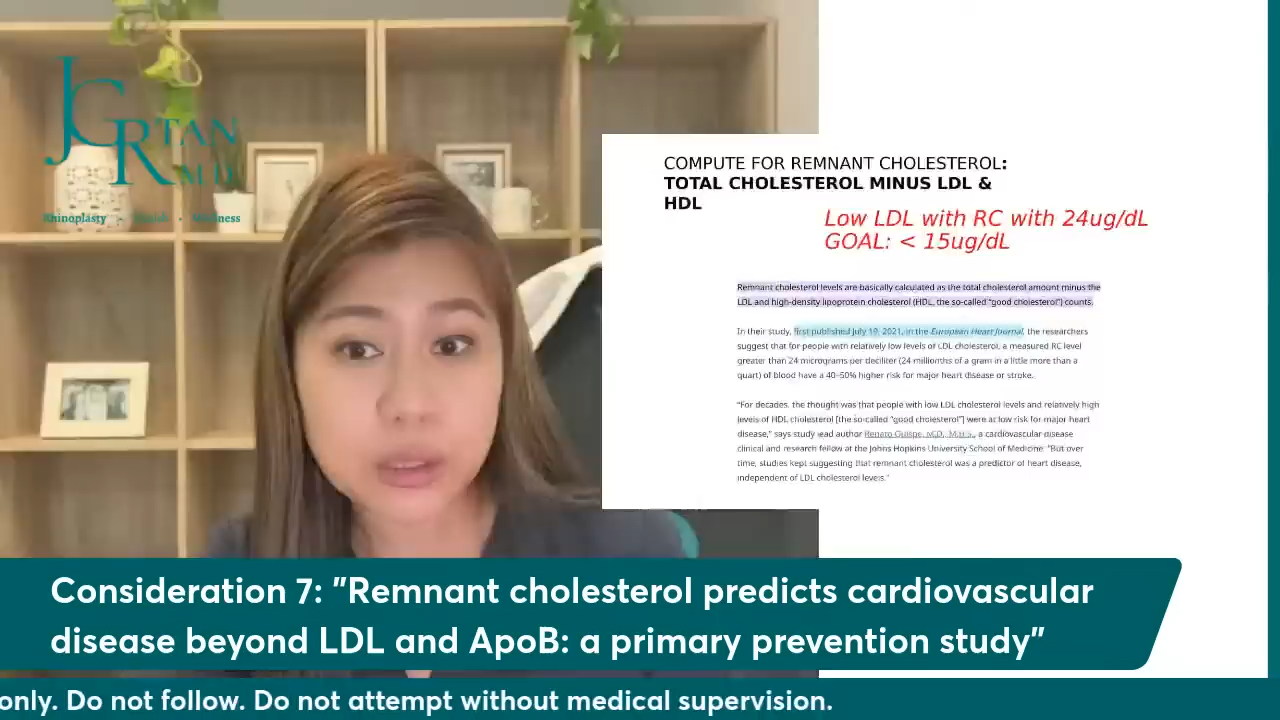 JGRTAN
M.D.
Rhinoplasty · · Wellness
COMPUTE FOR REMNANT CHOLESTEROL:
TOTAL CHOLESTEROL MINUS LDL &
HDL
Low LDL with RC with 24ug/dL
GOAL: < 15ug/dL
Remnant cholesterol levels are basically calculated as the total cholesterol amount minus the
LDL and high-density lipoprotein cholesterol (HDL, the so-called “good cholesterol”) counts.
In their study, first published July 19, 2021, in the European Heart Journal, the researchers
suggest that for people with relatively low levels of LDL cholesterol, a measured RC level
greater than 24 micrograms per deciliter (24 millionths of a gram in a little more than a
quart) of blood have a 40–50% higher risk for major heart disease or stroke.
“For decades, the thought was that people with low LDL cholesterol levels and relatively high
levels of HDL cholesterol [the so-called “good cholesterol”] were at low risk for major heart
disease,” says study lead author Renato Quispe, M.D., M.H.S., a cardiovascular disease
clinical and research fellow at the Johns Hopkins University School of Medicine. “But over
time, studies kept suggesting that remnant cholesterol was a predictor of heart disease,
independent of LDL cholesterol levels.”
Consideration 7: "Remnant cholesterol predicts cardiovascular
disease beyond LDL and ApoB: a primary prevention study"
only. Do not follow. Do not attempt without medical supervision.